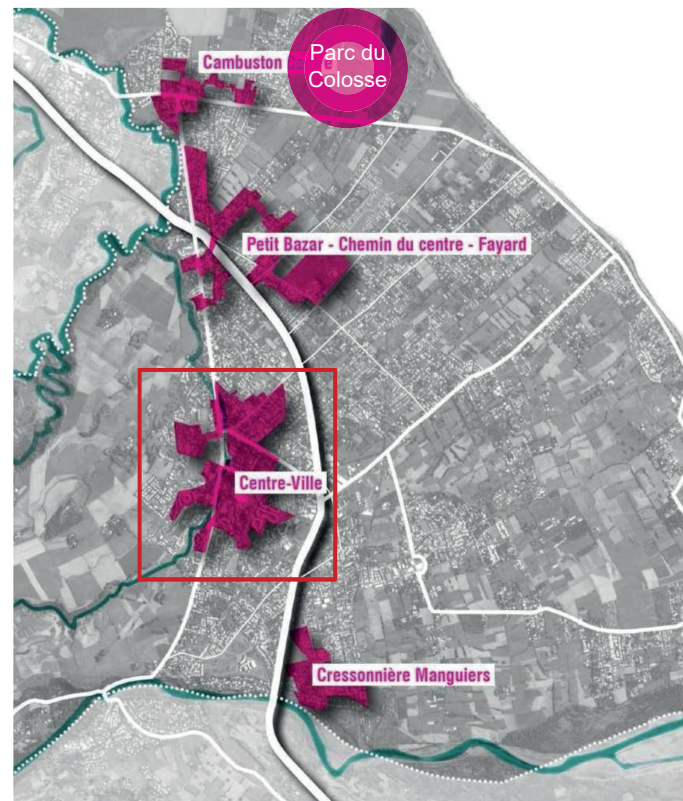 Parc du
Colosse
Cambuston
Petit Bazar - Chemin du centre - Fayard
Centre-Ville
Cressonnière Manguiers